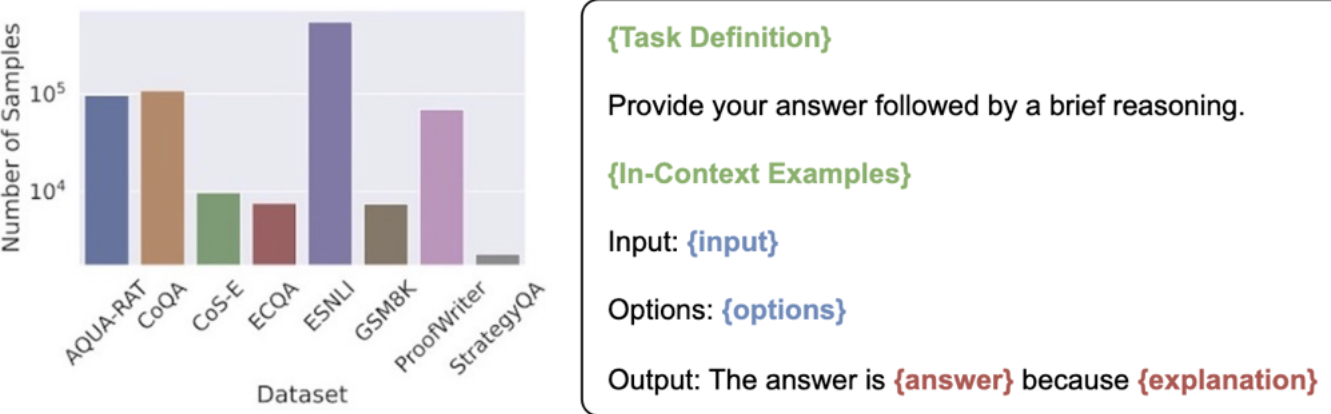 Number of Samples
10^5
10^4
AQUA-RAT
CoQA
CoS-E
ECQA
ESNLI
GSM8K
ProofWriter
StrategyQA
Dataset
{Task Definition}
Provide your answer followed by a brief reasoning.
{In-Context Examples}
Input: {input}
Options: {options}
Output: The answer is {answer} because {explanation}